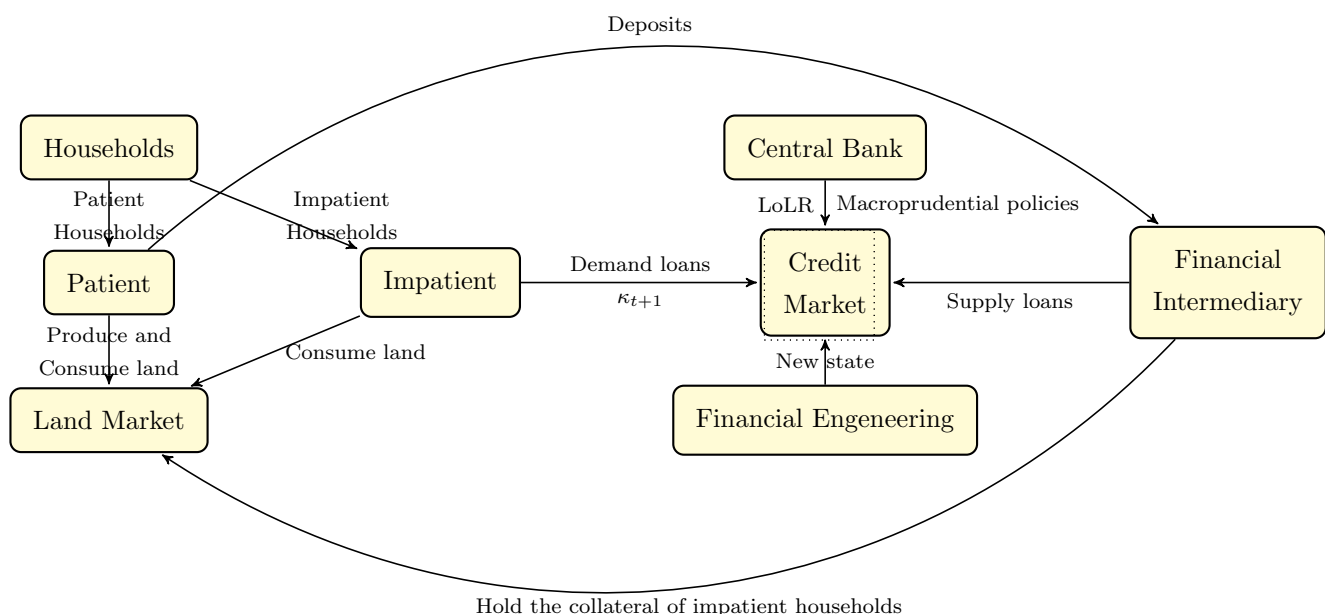 Deposits
Households
Central Bank
Patient
Households
Impatient
Households
LoLR
Macroprudential policies
Patient
Impatient
Demand loans
κₜ₊₁
Credit
Market
Supply loans
Financial
Intermediary
Produce and
Consume land
Consume land
New state
Land Market
Financial Engeneering
Hold the collateral of impatient households